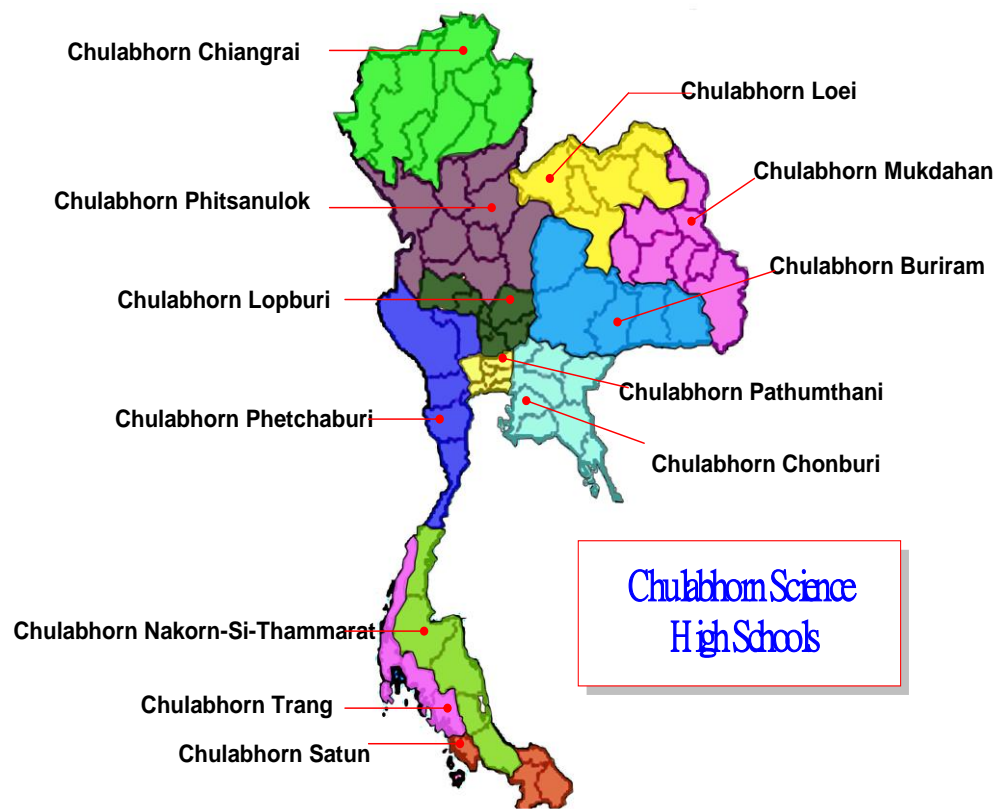 Chulabhorn Chiangrai
Chulabhorn Loei
Chulabhorn Mukdahan
Chulabhorn Phitsanulok
Chulabhorn Buriram
Chulabhorn Lopburi
Chulabhorn Pathumthani
Chulabhorn Phetchaburi
Chulabhorn Chonburi
Chulabhorn Science
High Schools
Chulabhorn Nakorn-Si-Thammarat
Chulabhorn Trang
Chulabhorn Satun